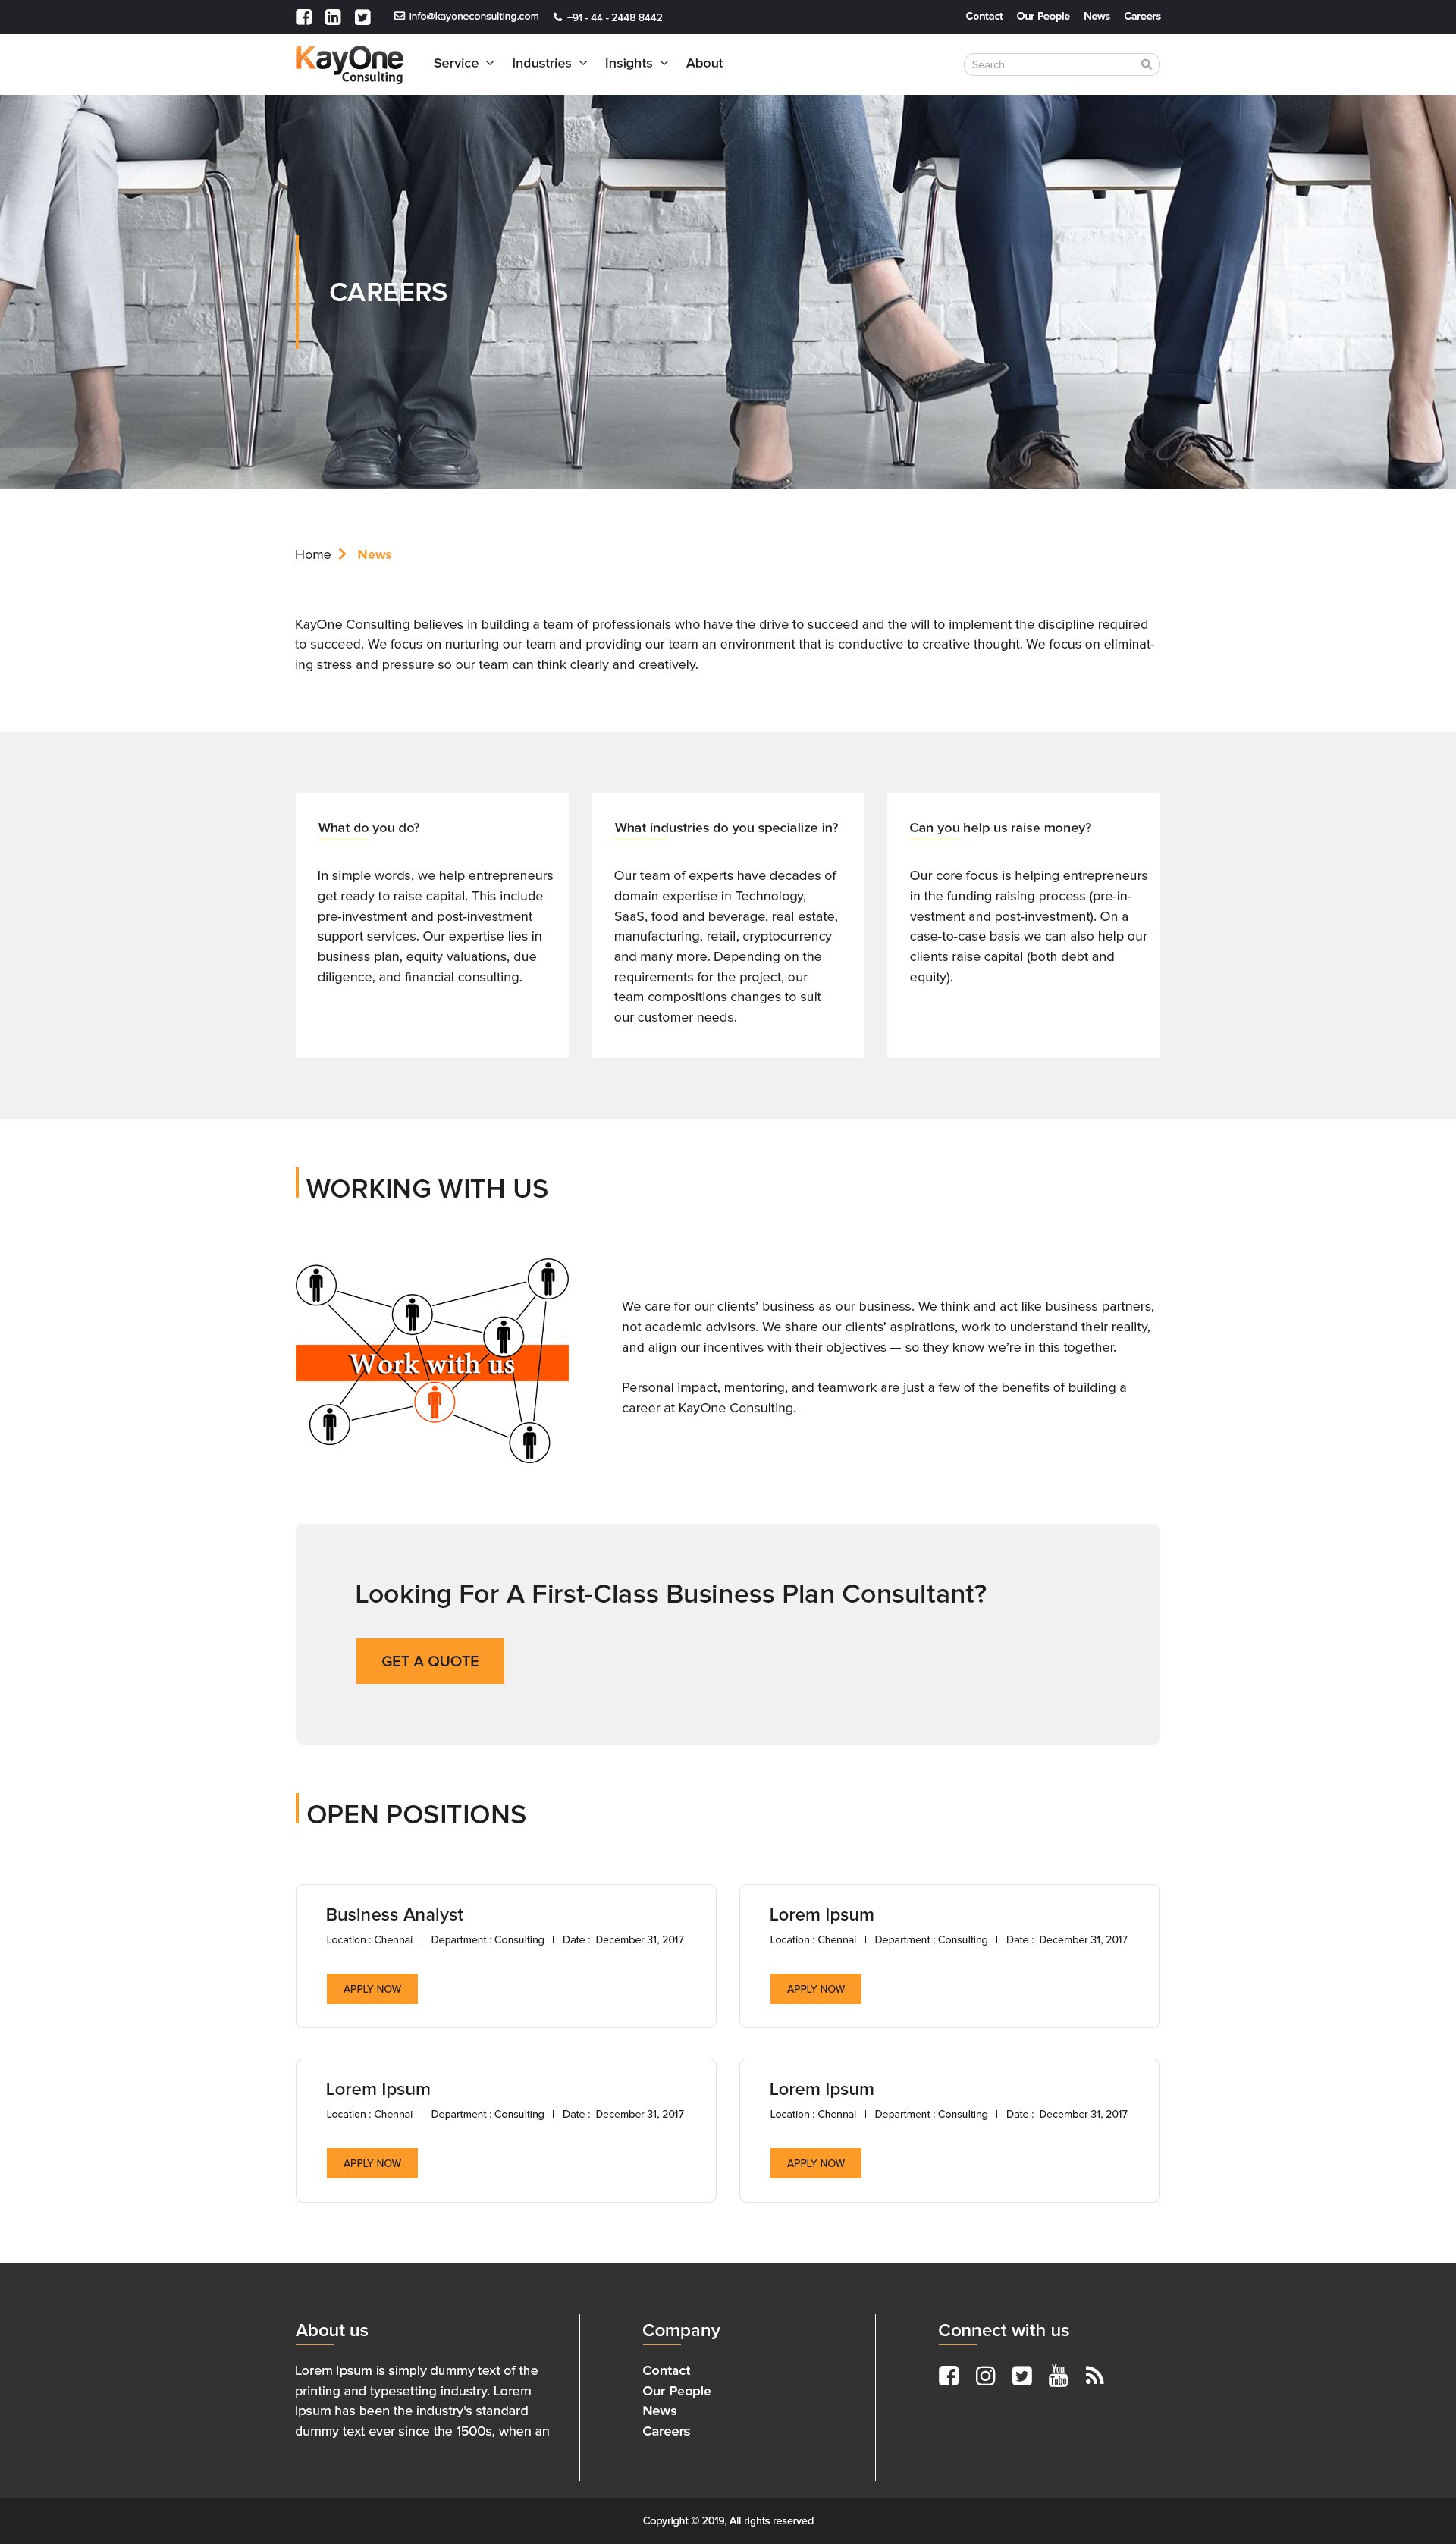 info@kayoneconsulting.com +91 - 44 - 2448 8442 Contact Our People News Careers
KayOne
Consulting
Service Industries Insights About Search
CAREERS
Home News
KayOne Consulting believes in building a team of professionals who have the drive to succeed and the will to implement the discipline required
to succeed. We focus on nurturing our team and providing our team an environment that is conductive to creative thought. We focus on eliminat-
ing stress and pressure so our team can think clearly and creatively.
What do you do?
In simple words, we help entrepreneurs
get ready to raise capital. This include
pre-investment and post-investment
support services. Our expertise lies in
business plan, equity valuations, due
diligence, and financial consulting.
What industries do you specialize in?
Our team of experts have decades of
domain expertise in Technology,
SaaS, food and beverage, real estate,
manufacturing, retail, cryptocurrency
and many more. Depending on the
requirements for the project, our
team compositions changes to suit
our customer needs.
Can you help us raise money?
Our core focus is helping entrepreneurs
in the funding raising process (pre-in-
vestment and post-investment). On a
case-to-case basis we can also help our
clients raise capital (both debt and
equity).
WORKING WITH US
Work with us
We care for our clients' business as our business. We think and act like business partners,
not academic advisors. We share our clients' aspirations, work to understand their reality,
and align our incentives with their objectives — so they know we're in this together.
Personal impact, mentoring, and teamwork are just a few of the benefits of building a
career at KayOne Consulting.
Looking For A First-Class Business Plan Consultant?
GET A QUOTE
OPEN POSITIONS
Business Analyst
Location : Chennai | Department : Consulting | Date : December 31, 2017
APPLY NOW
Lorem Ipsum
Location : Chennai | Department : Consulting | Date : December 31, 2017
APPLY NOW
Lorem Ipsum
Location : Chennai | Department : Consulting | Date : December 31, 2017
APPLY NOW
Lorem Ipsum
Location : Chennai | Department : Consulting | Date : December 31, 2017
APPLY NOW
About us
Lorem Ipsum is simply dummy text of the
printing and typesetting industry. Lorem
Ipsum has been the industry's standard
dummy text ever since the 1500s, when an
Company
Contact
Our People
News
Careers
Connect with us
You
Tube
Copyright © 2019, All rights reserved